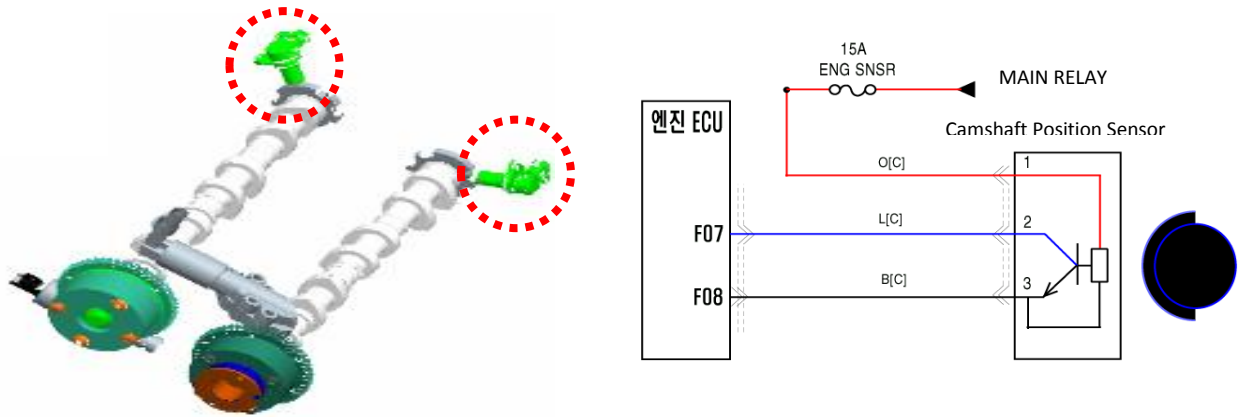 15A
ENG SNSR
MAIN RELAY
엔진 ECU
Camshaft Position Sensor
O[C]
1
L[C]
F07
2
B[C]
F08
3